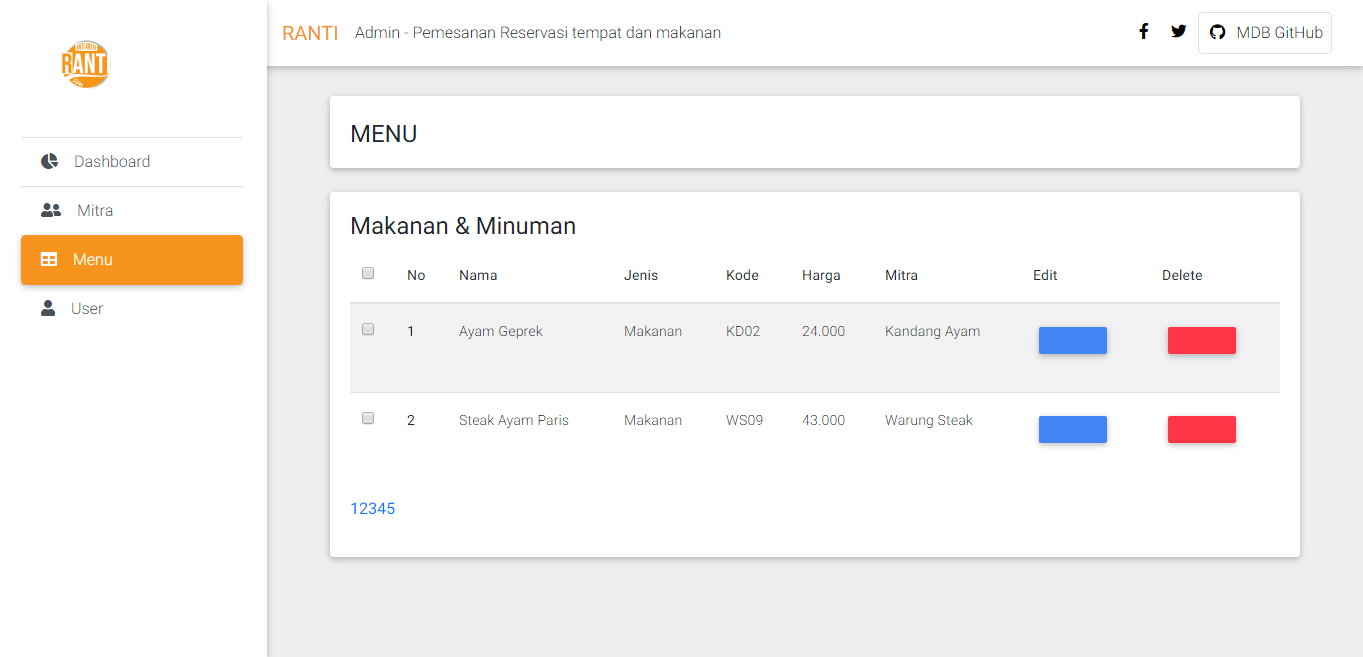 RANT
RANTI Admin - Pemesanan Reservasi tempat dan makanan
MDB GitHub
Dashboard
Mitra
Menu
User
MENU
Makanan & Minuman
No Nama Jenis Kode Harga Mitra Edit Delete
1 Ayam Geprek Makanan KD02 24.000 Kandang Ayam
2 Steak Ayam Paris Makanan WS09 43.000 Warung Steak
12345